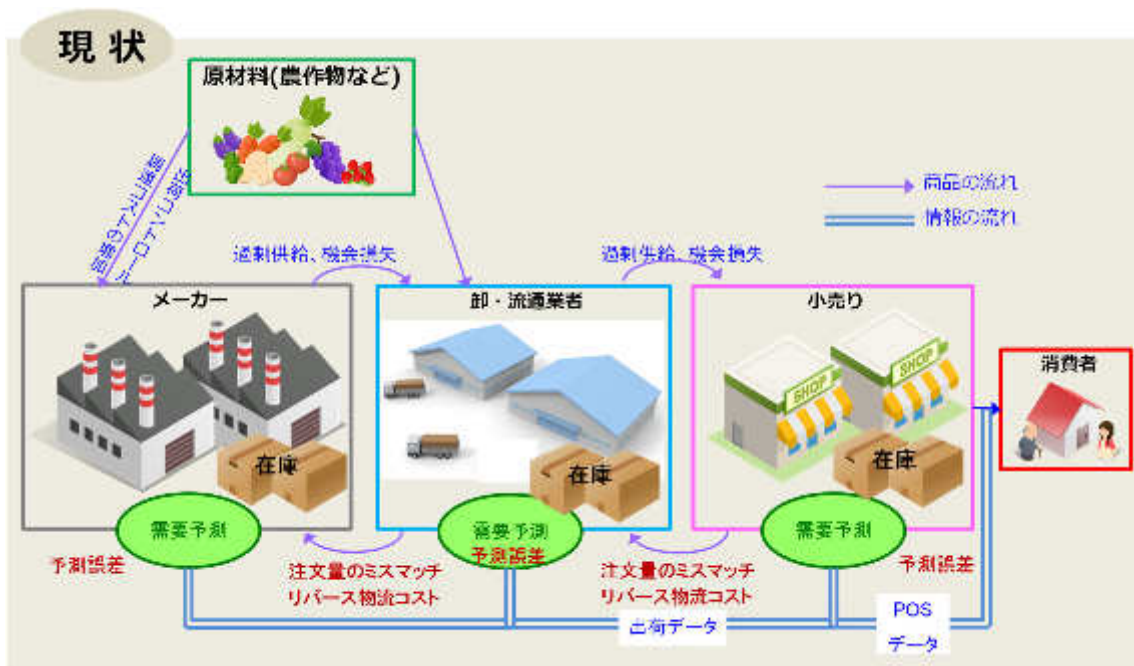 現状
原材料(農作物など)
商品の流れ
情報の流れ
過剰供給、機会損失
過剰供給、機会損失
メーカー
卸・流通業者
小売り
消費者
SHOP
SHOP
在庫
在庫
在庫
需要予測
需要予測
需要予測
予測誤差
予測誤差
予測誤差
注文量のミスマッチ
リバース物流コスト
注文量のミスマッチ
リバース物流コスト
出荷データ
POS
データ